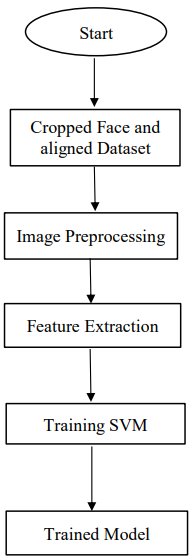 Start
Cropped Face and
aligned Dataset
Image Preprocessing
Feature Extraction
Training SVM
Trained Model